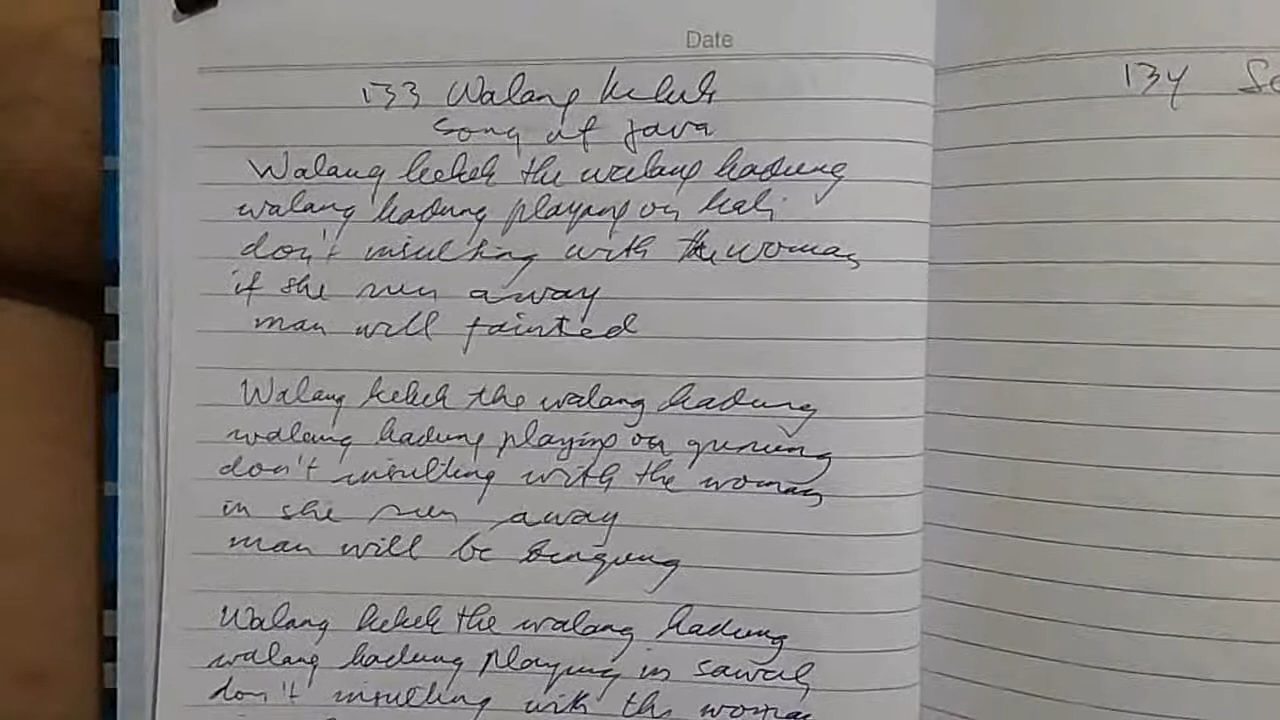 Date
133 Walang kekek
Song of Java
Walang kekek the walang kadung
walang kadung playing on kali
don't insulting with the woman
if she run away
man will fainted
Walang kekek the walang kadung
walang kadung playing on gunung
don't insulting with the woman
in she run away
man will be bingung
Walang kekek the walang kadung
walang kadung playing in sawah
don't insulting with the woman
134 Se